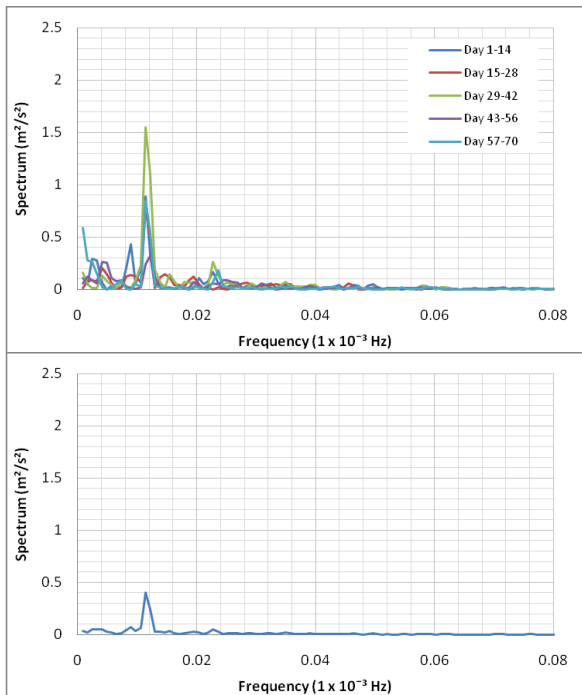 2.5
2
1.5
1
0.5
0
Spectrum (m²/s²)
Day 1-14
Day 15-28
Day 29-42
Day 43-56
Day 57-70
0 0.02 0.04 0.06 0.08
Frequency (1 x 10⁻³ Hz)
2.5
2
1.5
1
0.5
0
Spectrum (m²/s²)
0 0.02 0.04 0.06 0.08
Frequency (1 x 10⁻³ Hz)